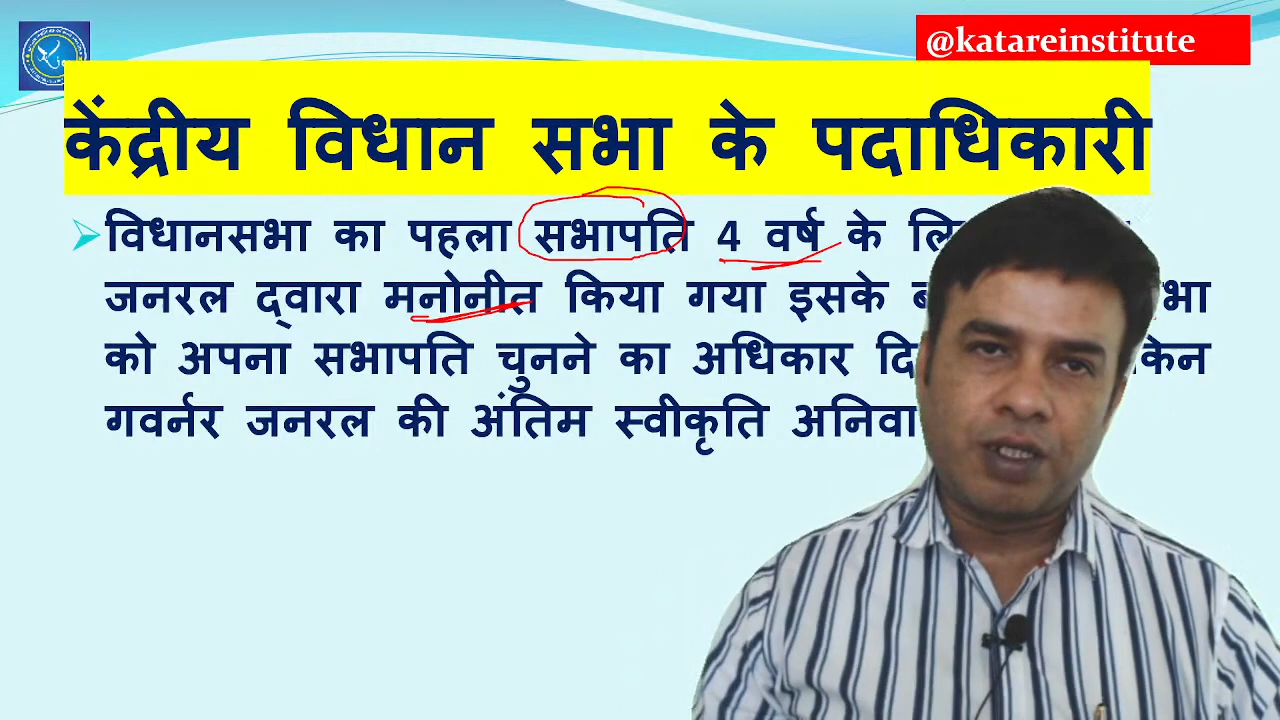 @katareinstitute
केंद्रीय विधान सभा के पदाधिकारी
विधानसभा का पहला सभापति 4 वर्ष के
जनरल द्वारा मनोनीत किया गया इसके
को अपना सभापति चुनने का अधिकार
गवर्नर जनरल की अंतिम स्वीकृति